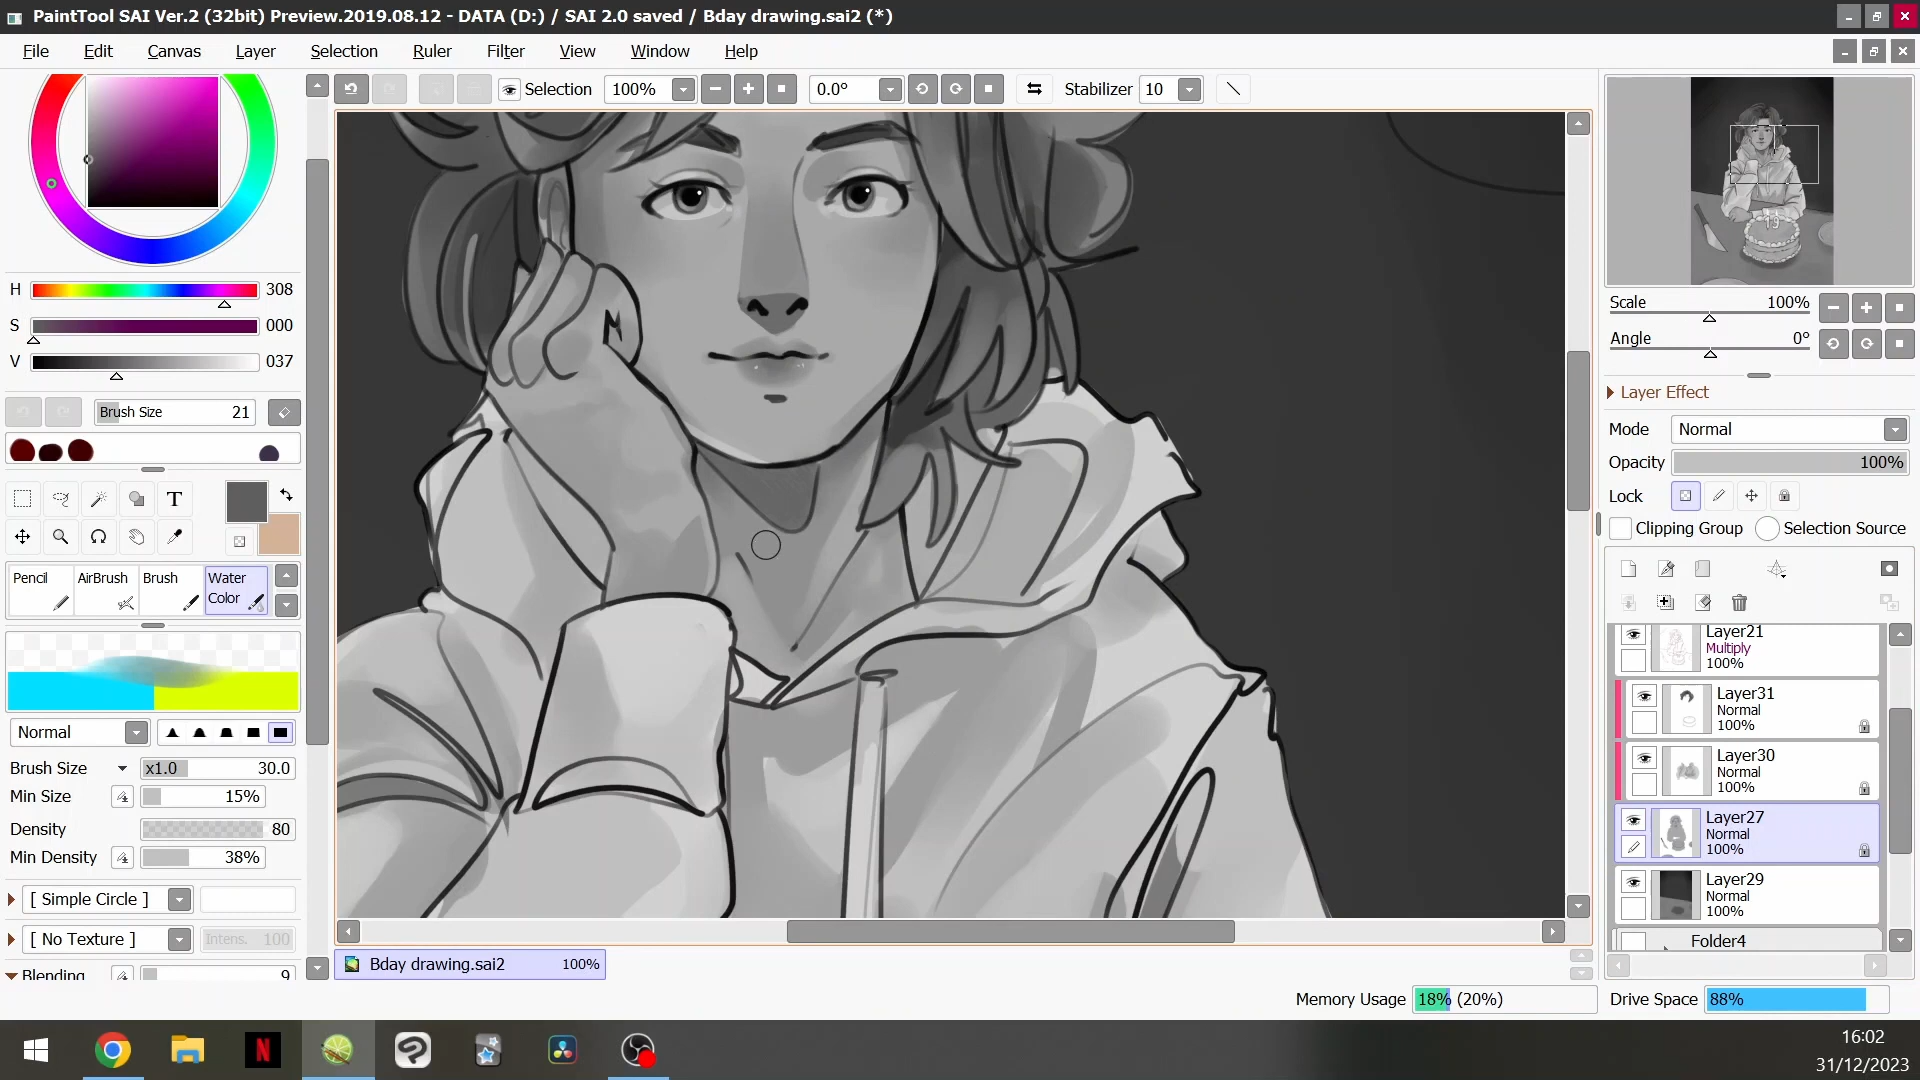 PaintTool SAI Ver.2 (32bit) Preview.2019.08.12 - DATA (D:) / SAI 2.0 saved / Bday drawing.sai2 (*)
File Edit Canvas Layer Selection Ruler Filter View Window Help
Selection 100% 0.0° Stabilizer 10
H 308
S 000
V 037
Brush Size 21
T
Pencil AirBrush Brush Water Color
Normal
Brush Size x1.0 30.0
Min Size 15%
Density 80
Min Density 38%
[ Simple Circle ]
[ No Texture ] Intens. 100
Blending 9
Bday drawing.sai2 100%
19
Scale 100%
Angle 0°
Layer Effect
Mode Normal
Opacity 100%
Lock
Clipping Group Selection Source
Layer21
Multiply
100%
Layer31
Normal
100%
Layer30
Normal
100%
Layer27
Normal
100%
Layer29
Normal
100%
Folder4
Memory Usage 18% (20%) Drive Space 88%
N
16:02
31/12/2023